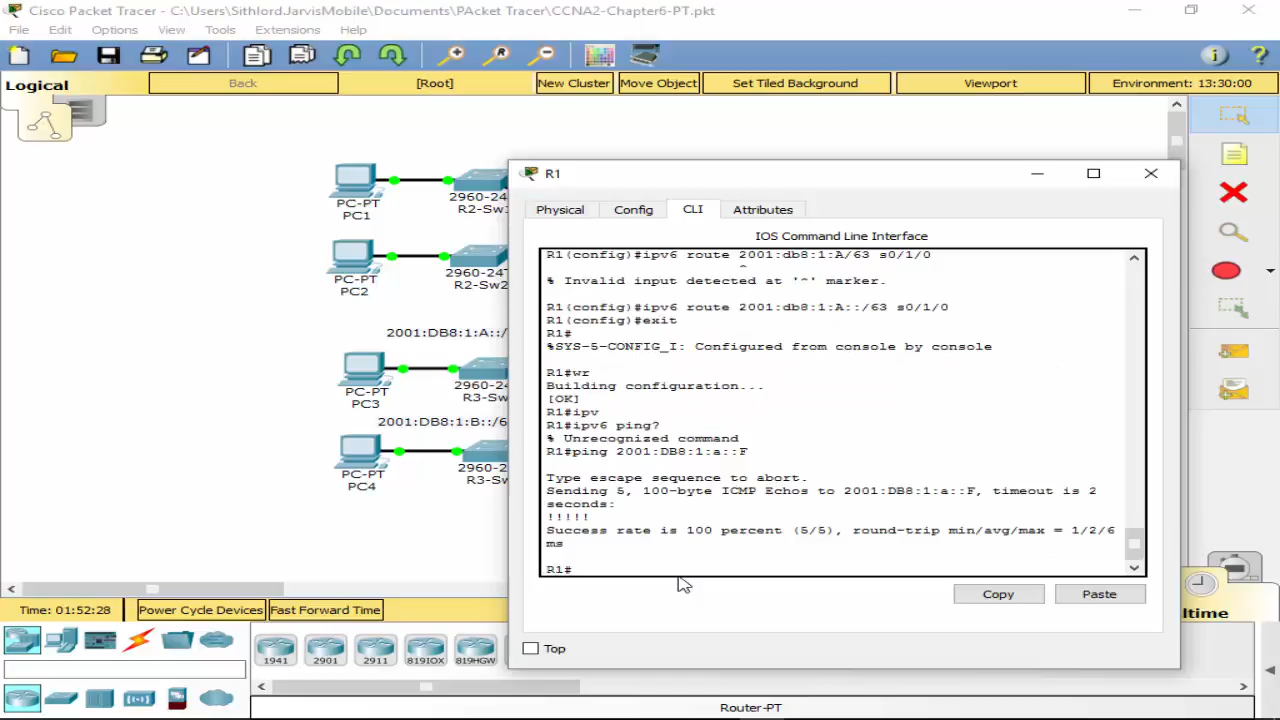 Cisco Packet Tracer - C:\Users\Sithlord.JarvisMobile\Documents\PAcket Tracer\CCNA2-Chapter6-PT.pkt
File Edit Options View Tools Extensions Help
Logical Back [Root] New Cluster Move Object Set Tiled Background Viewport Environment: 13:30:00
PC-PT
PC1
2960-24
R2-Sw1
PC-PT
PC2
2960-24T
R2-Sw2
2001:DB8:1:A::/
PC-PT
PC3
2960-24
R3-Sw
2001:DB8:1:B::/6
PC-PT
PC4
2960-2
R3-S
R1
Physical Config CLI Attributes
IOS Command Line Interface
R1(config)#ipv6 route 2001:db8:1:A/63 s0/1/0
^
% Invalid input detected at '^' marker.
R1(config)#ipv6 route 2001:db8:1:A::/63 s0/1/0
R1(config)#exit
R1#
%SYS-5-CONFIG_I: Configured from console by console
R1#wr
Building configuration...
[OK]
R1#ipv
R1#ipv6 ping?
% Unrecognized command
R1#ping 2001:DB8:1:a::F
Type escape sequence to abort.
Sending 5, 100-byte ICMP Echos to 2001:DB8:1:a::F, timeout is 2
seconds:
!!!!!
Success rate is 100 percent (5/5), round-trip min/avg/max = 1/2/6
ms
R1#
Copy Paste
Top
Time: 01:52:28 Power Cycle Devices Fast Forward Time
ltime
1941 2901 2911 819IOX 819HGW
Router-PT